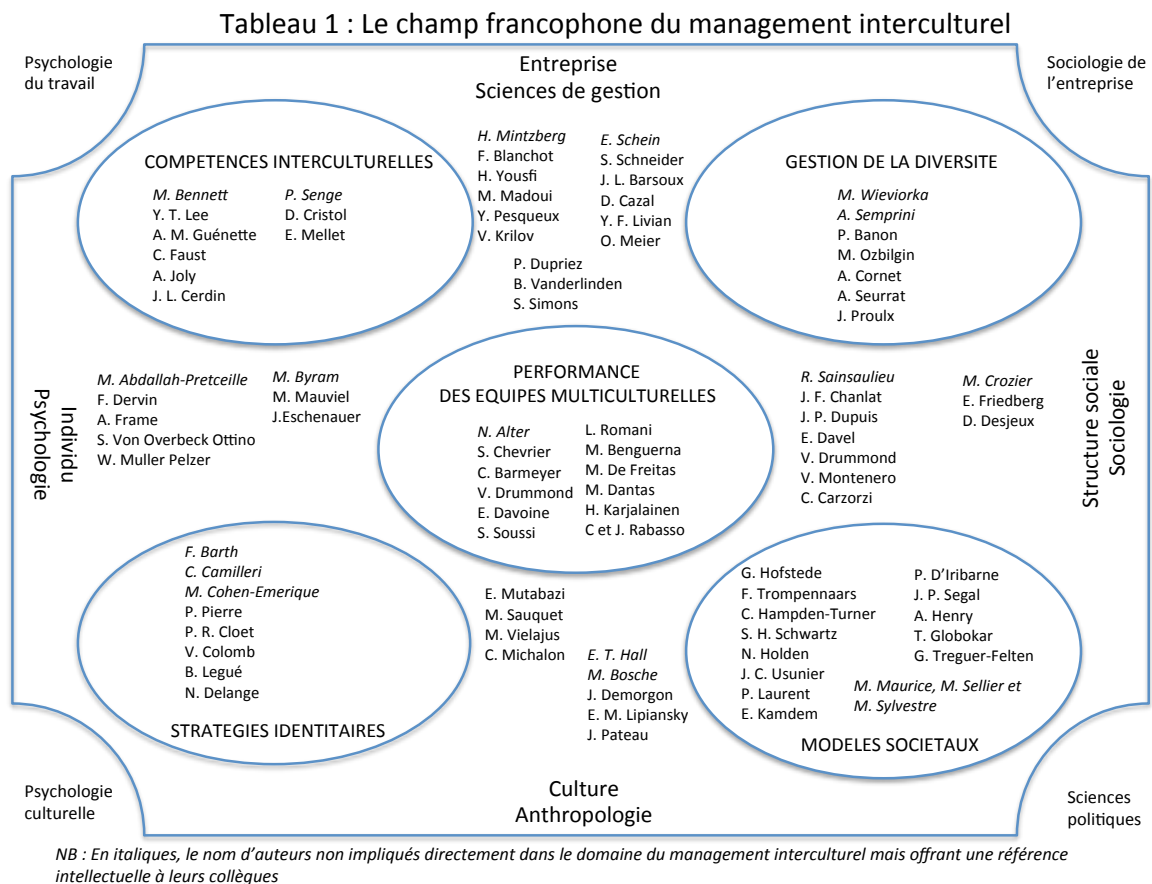 Tableau 1 : Le champ francophone du management interculturel
Psychologie
du travail
Entreprise
Sciences de gestion
Sociologie de
l'entreprise
COMPETENCES INTERCULTURELLES
M. Bennett
Y. T. Lee
A. M. Guénette
C. Faust
A. Joly
J. L. Cerdin
P. Senge
D. Cristol
E. Mellet
H. Mintzberg
F. Blanchot
H. Yousfi
M. Madoui
Y. Pesqueux
V. Krilov
E. Schein
S. Schneider
J. L. Barsoux
D. Cazal
Y. F. Livian
O. Meier
P. Dupriez
B. Vanderlinden
S. Simons
GESTION DE LA DIVERSITE
M. Wieviorka
A. Semprini
P. Banon
M. Ozbilgin
A. Cornet
A. Seurrat
J. Proulx
Individu
Psychologie
M. Abdallah-Pretceille
F. Dervin
A. Frame
S. Von Overbeck Ottino
W. Muller Pelzer
M. Byram
M. Mauviel
J.Eschenauer
PERFORMANCE
DES EQUIPES MULTICULTURELLES
N. Alter
S. Chevrier
C. Barmeyer
V. Drummond
E. Davoine
S. Soussi
L. Romani
M. Benguerna
M. De Freitas
M. Dantas
H. Karjalainen
C et J. Rabasso
R. Sainsaulieu
J. F. Chanlat
J. P. Dupuis
E. Davel
V. Drummond
V. Montenero
C. Carzorzi
M. Crozier
E. Friedberg
D. Desjeux
Structure sociale
Sociologie
F. Barth
C. Camilleri
M. Cohen-Emerique
P. Pierre
P. R. Cloet
V. Colomb
B. Legué
N. Delange
STRATEGIES IDENTITAIRES
E. Mutabazi
M. Sauquet
M. Vielajus
C. Michalon
E. T. Hall
M. Bosche
J. Demorgon
E. M. Lipiansky
J. Pateau
G. Hofstede
F. Trompennaars
C. Hampden-Turner
S. H. Schwartz
N. Holden
J. C. Usunier
P. Laurent
E. Kamdem
P. D'Iribarne
J. P. Segal
A. Henry
T. Globokar
G. Treguer-Felten
M. Maurice, M. Sellier et
M. Sylvestre
MODELES SOCIETAUX
Psychologie
culturelle
Culture
Anthropologie
Sciences
politiques
NB : En italiques, le nom d'auteurs non impliqués directement dans le domaine du management interculturel mais offrant une référence
intellectuelle à leurs collèques